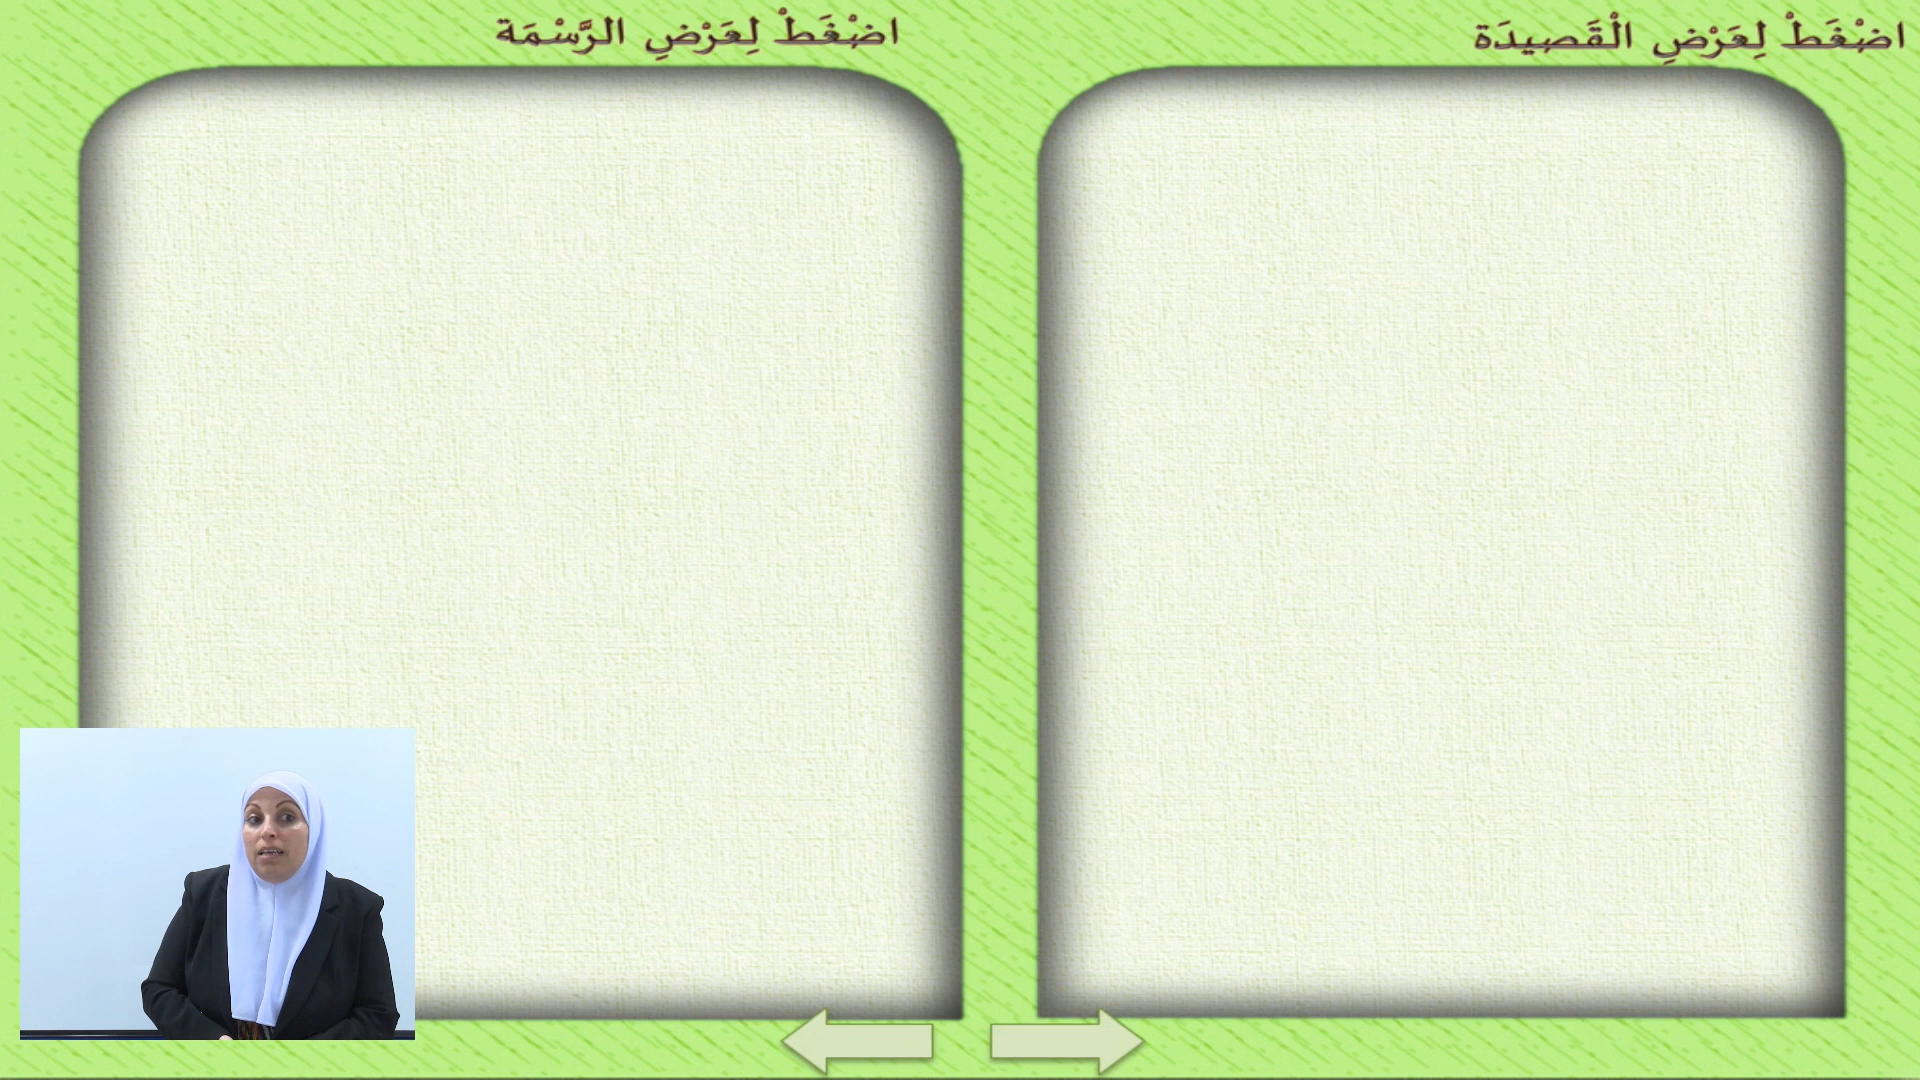 اضْغَطْ لِعَرْضِ الْقَصيدَة
اضْغَطْ لِعَرْضِ الرَّسْمَة